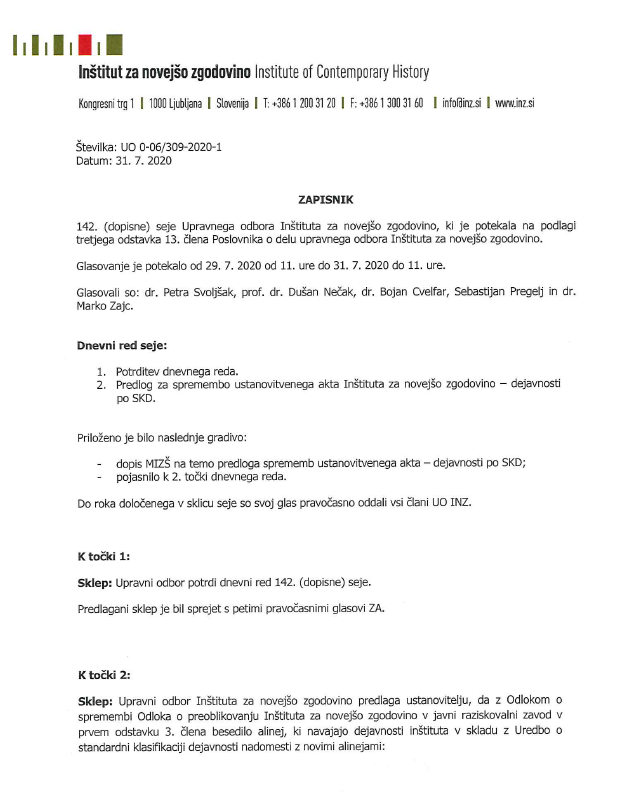 Inštitut za novejšo zgodovino Institute of Contemporary History
Kongresni trg 1 | 1000 Ljubljana | Slovenija | T: +386 1 200 31 20 | F: +386 1 300 31 60 | info@inz.si | www.inz.si
Številka: UO 0-06/309-2020-1
Datum: 31. 7. 2020
ZAPISNIK
142. (dopisne) seje Upravnega odbora Inštituta za novejšo zgodovino, ki je potekala na podlagi
tretjega odstavka 13. člena Poslovnika o delu upravnega odbora Inštituta za novejšo zgodovino.
Glasovanje je potekalo od 29. 7. 2020 od 11. ure do 31. 7. 2020 do 11. ure.
Glasovali so: dr. Petra Svoljšak, prof. dr. Dušan Nečak, dr. Bojan Cvelfar, Sebastijan Pregelj in dr.
Marko Zajc.
Dnevni red seje:
1. Potrditev dnevnega reda.
2. Predlog za spremembo ustanovitvenega akta Inštituta za novejšo zgodovino – dejavnosti
po SKD.
Priloženo je bilo naslednje gradivo:
- dopis MIZŠ na temo predloga sprememb ustanovitvenega akta – dejavnosti po SKD;
- pojasnilo k 2. točki dnevnega reda.
Do roka določenega v sklicu seje so svoj glas pravočasno oddali vsi člani UO INZ.
K točki 1:
Sklep: Upravni odbor potrdi dnevni red 142. (dopisne) seje.
Predlagani sklep je bil sprejet s petimi pravočasnimi glasovi ZA.
K točki 2:
Sklep: Upravni odbor Inštituta za novejšo zgodovino predlaga ustanovitelju, da z Odlokom o
spremembi Odloka o preoblikovanju Inštituta za novejšo zgodovino v javni raziskovalni zavod v
prvem odstavku 3. člena besedilo alinej, ki navajajo dejavnosti inštituta v skladu z Uredbo o
standardni klasifikaciji dejavnosti nadomesti z novimi alinejami: